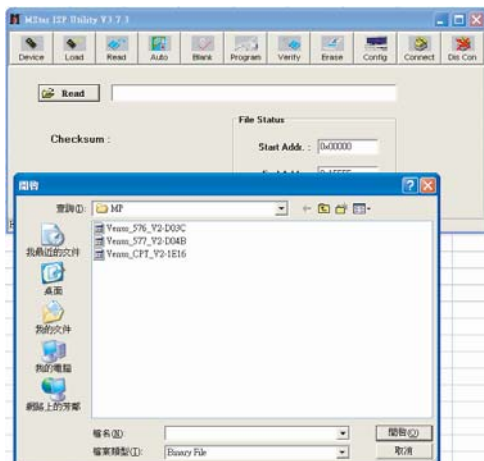 MStar ISP Utility V3.7.3
Device Load Read Auto Blank Program Verify Erase Config Connect Dis Con
Read
Checksum :
File Status
Start Addr. : 0x00000
開啓
查詢(I): MP
Venus_576_V2-D03C
Venus_577_V2-D04B
Venus_CPT_V2-1E16
我最近的文件
桌面
我的文件
我的電腦
網路上的芳鄰
檔名(N)
開啓(O)
檔案類型(T): Binary File
取消